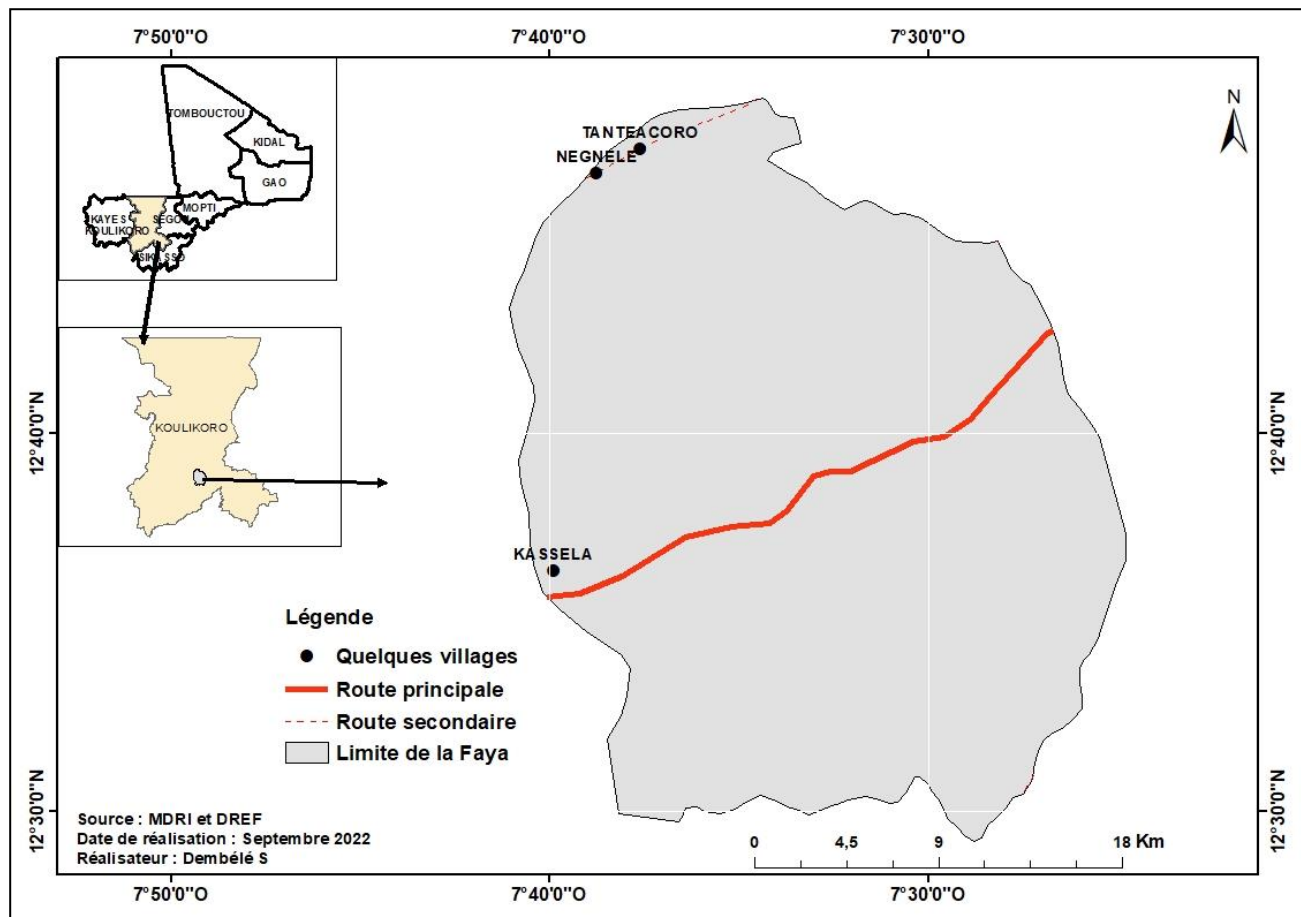 7°50'0"O
7°40'0"O
7°30'0"O
TOMBOUCTOU
KIDAL
GAO
MOPTI
KAYES
SEGOU
KOULIKORO
SIKASSO
KOULIKORO
N
TANTEACORO
NEGNELE
KASSELA
12°40'0"N
12°40'0"N
12°30'0"N
12°30'0"N
Légende
Quelques villages
Route principale
Route secondaire
Limite de la Faya
Source : MDRI et DREF
Date de réalisation : Septembre 2022
Réalisateur : Dembélé S
0 4,5 9 18 Km
7°50'0"O
7°40'0"O
7°30'0"O